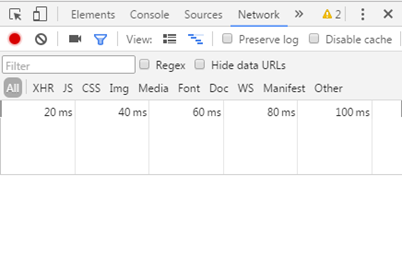 Elements Console Sources Network » 2
View: Preserve log Disable cache
Filter Regex Hide data URLs
All XHR JS CSS Img Media Font Doc WS Manifest Other
20 ms 40 ms 60 ms 80 ms 100 ms